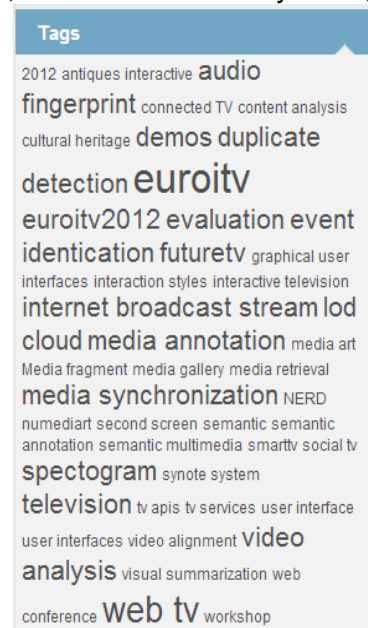 Tags
2012 antiques interactive audio
fingerprint connected TV content analysis
cultural heritage demos duplicate
detection euroitv
euroitv2012 evaluation event
identication futuretv graphical user
interfaces interaction styles interactive television
internet broadcast stream lod
cloud media annotation media art
Media fragment media gallery media retrieval
media synchronization NERD
numediart second screen semantic semantic
annotation semantic multimedia smarttv social tv
spectogram synote system
television tv apis tv services user interface
user interfaces video alignment video
analysis visual summarization web
conference web tv workshop